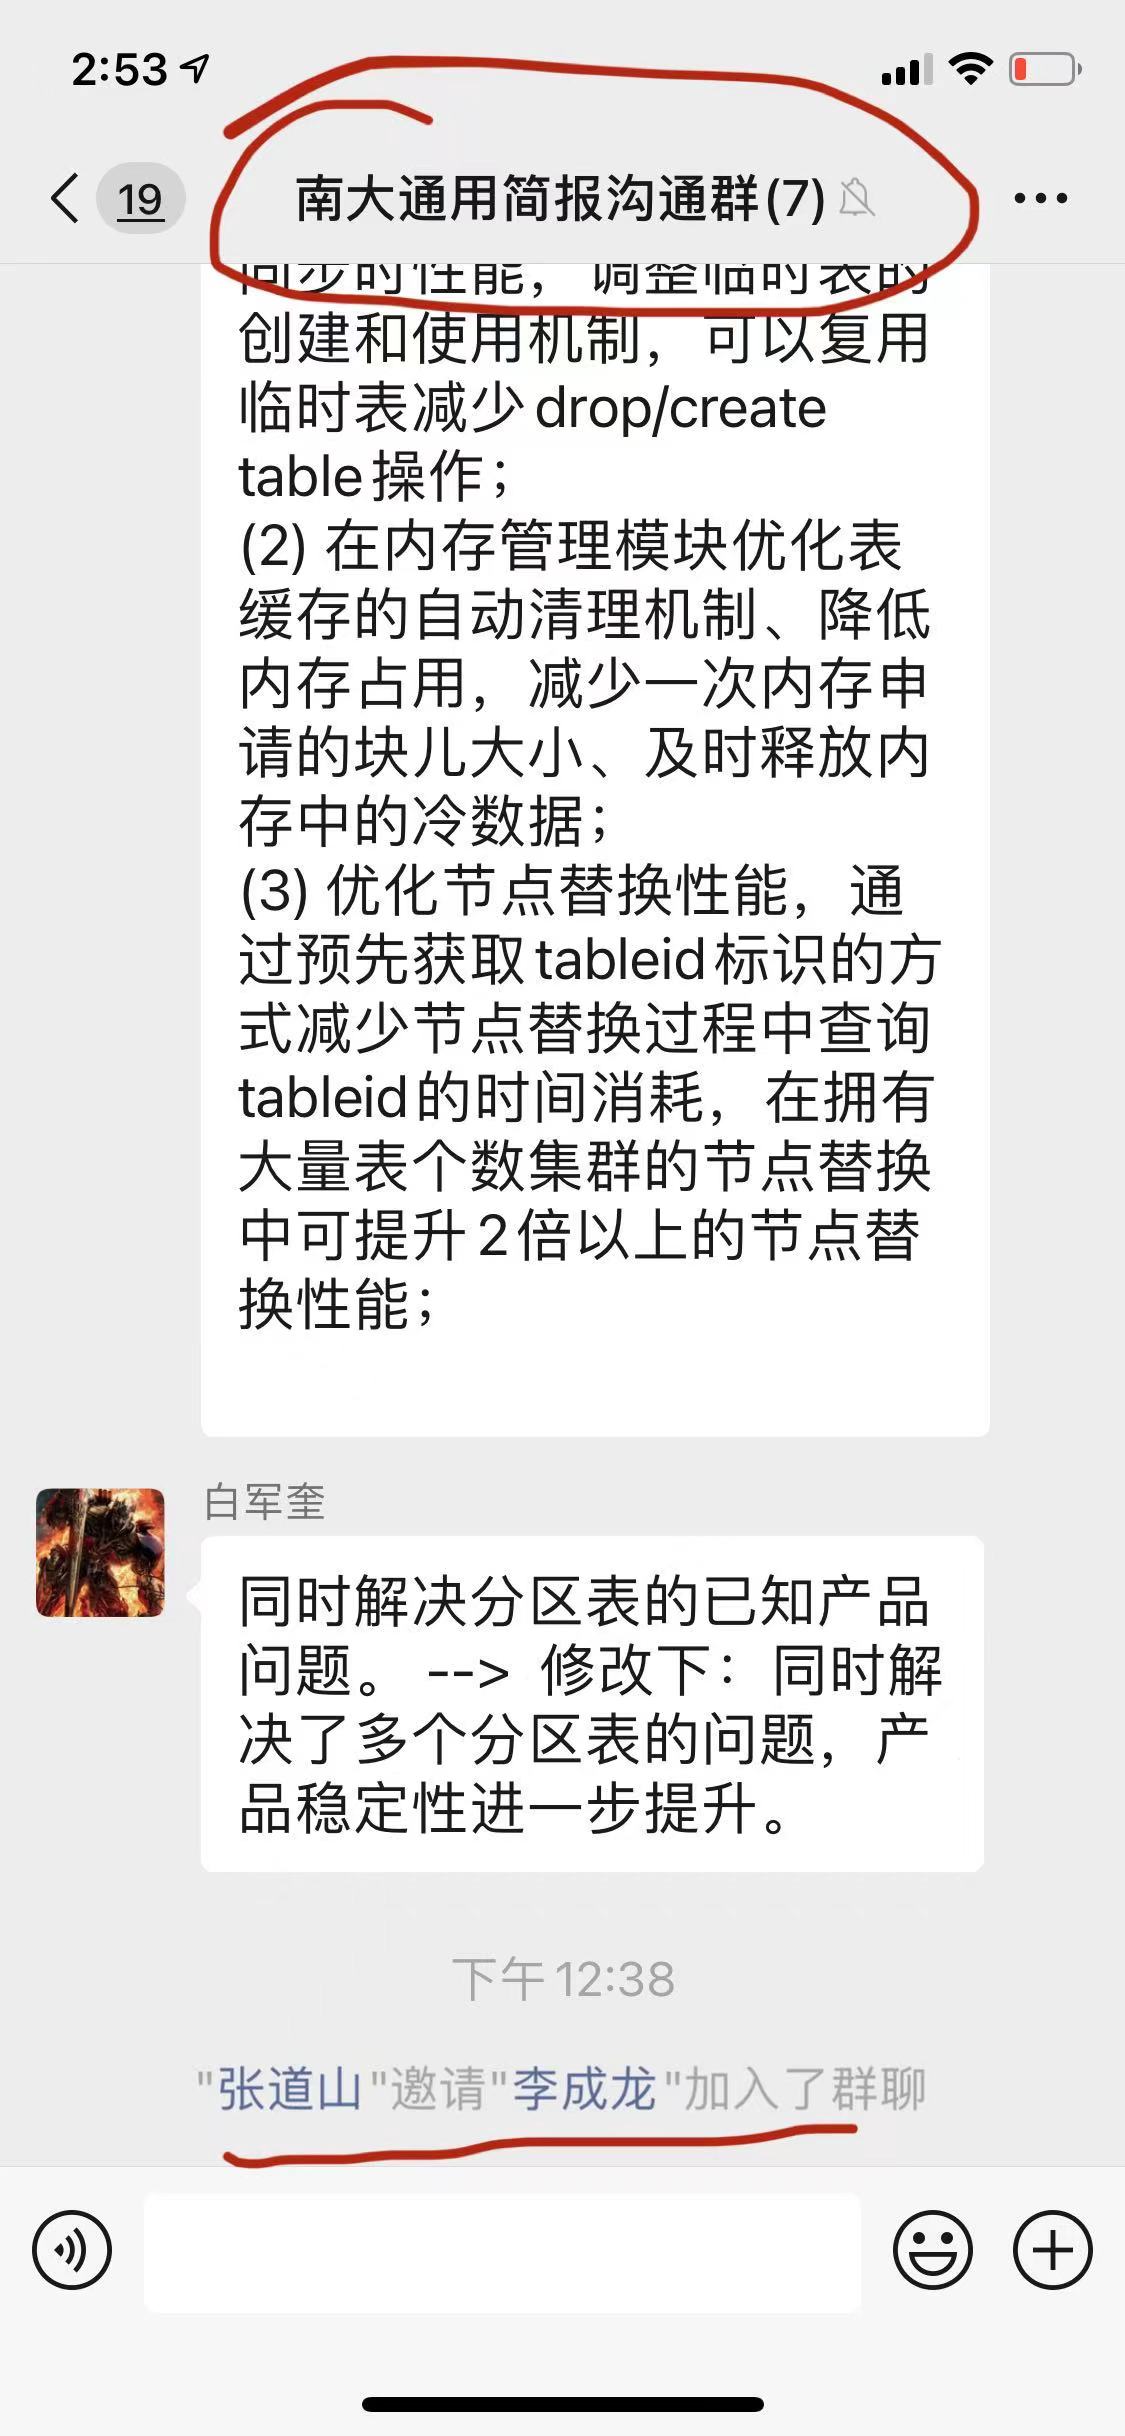 2:53
19
南大通用简报沟通群(7)
同步时性能，调整临时表的
创建和使用机制，可以复用
临时表减少drop/create
table操作；
(2) 在内存管理模块优化表
缓存的自动清理机制、降低
内存占用，减少一次内存申
请的块儿大小、及时释放内
存中的冷数据；
(3) 优化节点替换性能，通
过预先获取tableid标识的方
式减少节点替换过程中查询
tableid的时间消耗，在拥有
大量表个数集群的节点替换
中可提升2倍以上的节点替
换性能；
白军奎
同时解决分区表的已知产品
问题。 --> 修改下：同时解
决了多个分区表的问题，产
品稳定性进一步提升。
下午12:38
"张道山"邀请"李成龙"加入了群聊